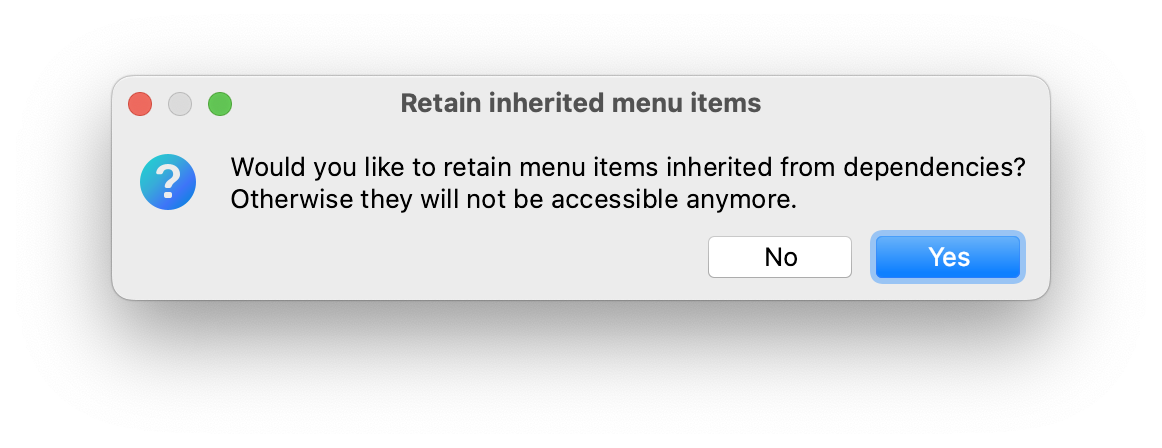 Retain inherited menu items
Would you like to retain menu items inherited from dependencies?
Otherwise they will not be accessible anymore.
No
Yes